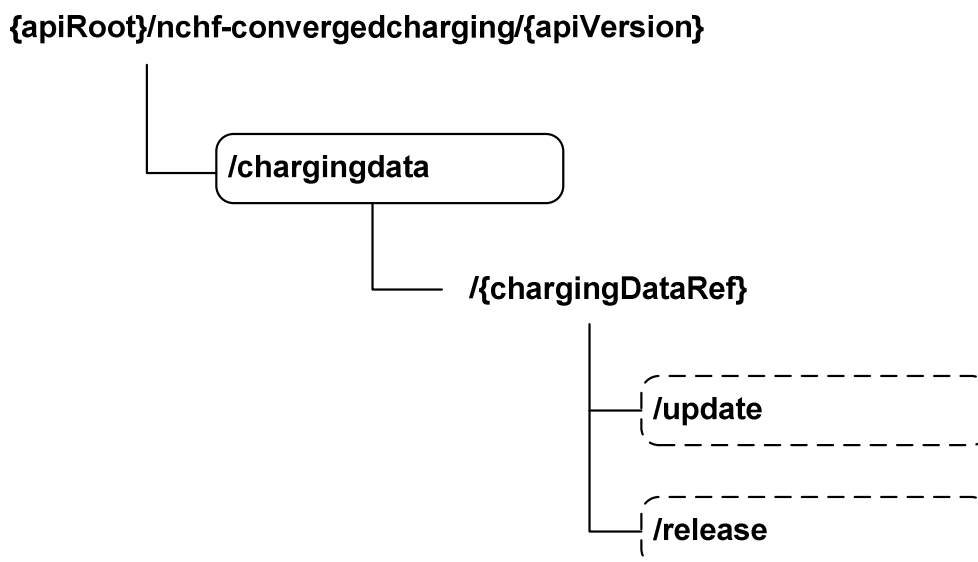 {apiRoot}/nchf-convergedcharging/{apiVersion}
/chargingdata
/{chargingDataRef}
/update
/release